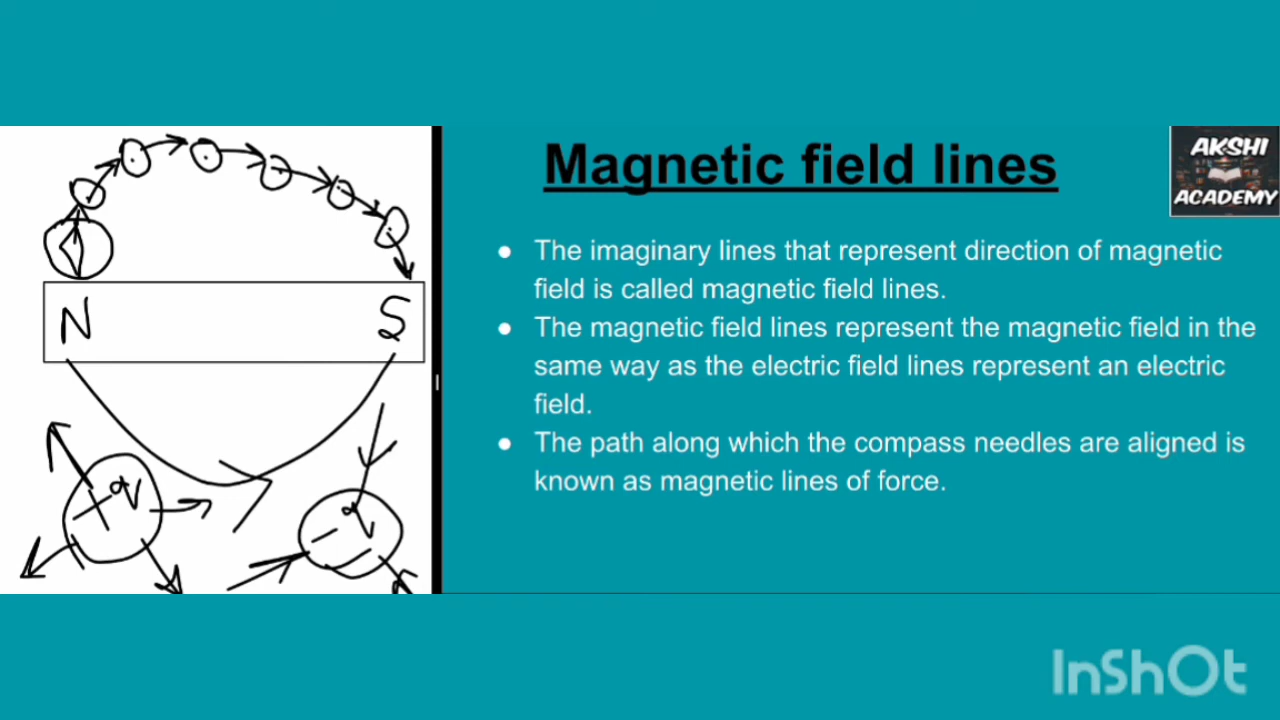 Magnetic field lines
AKSHI
ACADEMY
● The imaginary lines that represent direction of magnetic
field is called magnetic field lines.
● The magnetic field lines represent the magnetic field in the
same way as the electric field lines represent an electric
field.
● The path along which the compass needles are aligned is
known as magnetic lines of force.
N S
+q
-q
InShOt